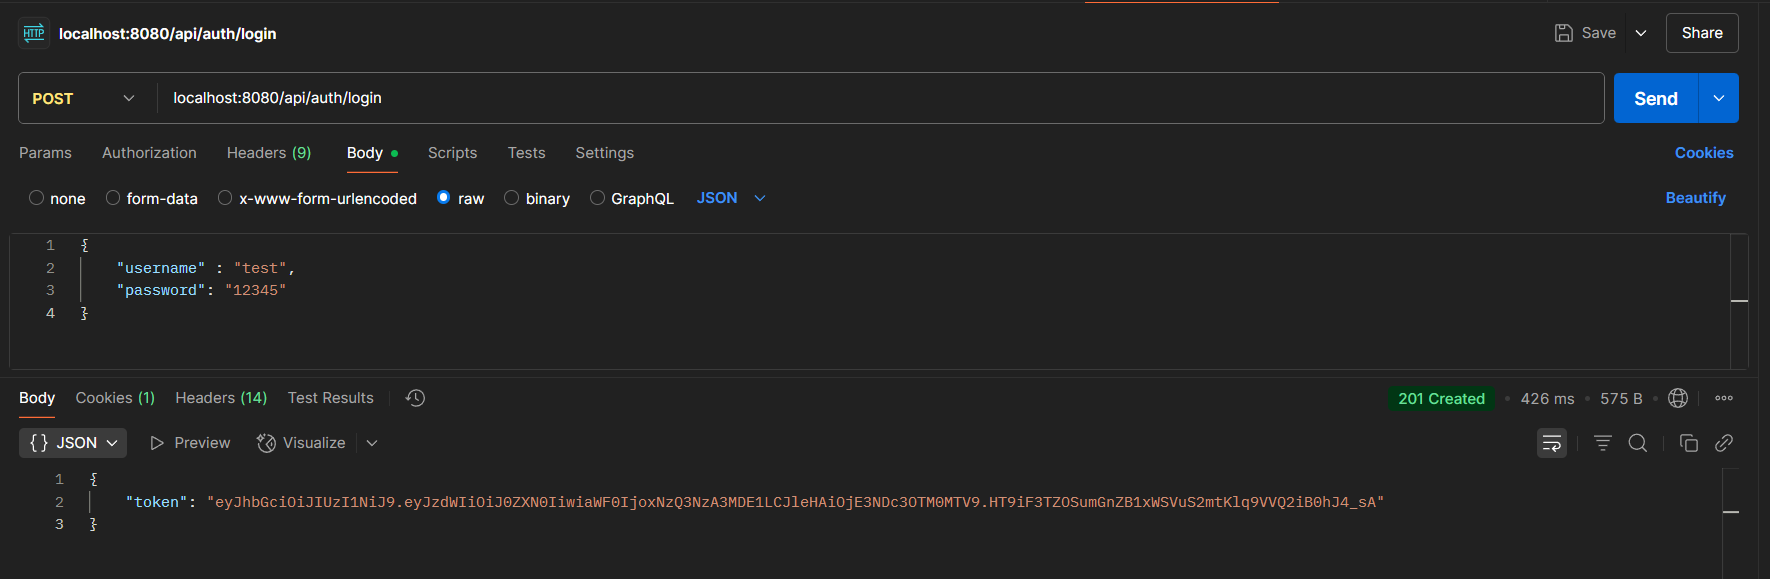 HTTP localhost:8080/api/auth/login Save Share
POST localhost:8080/api/auth/login Send
Params Authorization Headers (9) Body Scripts Tests Settings Cookies
none form-data x-www-form-urlencoded raw binary GraphQL JSON Beautify
1 {
2 "username" : "test",
3 "password": "12345"
4 }
Body Cookies (1) Headers (14) Test Results 201 Created 426 ms 575 B
{} JSON Preview Visualize
1 {
2 "token": "eyJhbGciOiJIUzI1NiJ9.eyJzdWIiOiJ0ZXN0IiwiaWF0IjoxNzQ3NzA3MDE1LCJleHAiOjE3NDc3OTM0MTV9.HT9iF3TZOSumGnZB1xWSVuS2mtKlq9VVQ2iB0hJ4_sA"
3 }